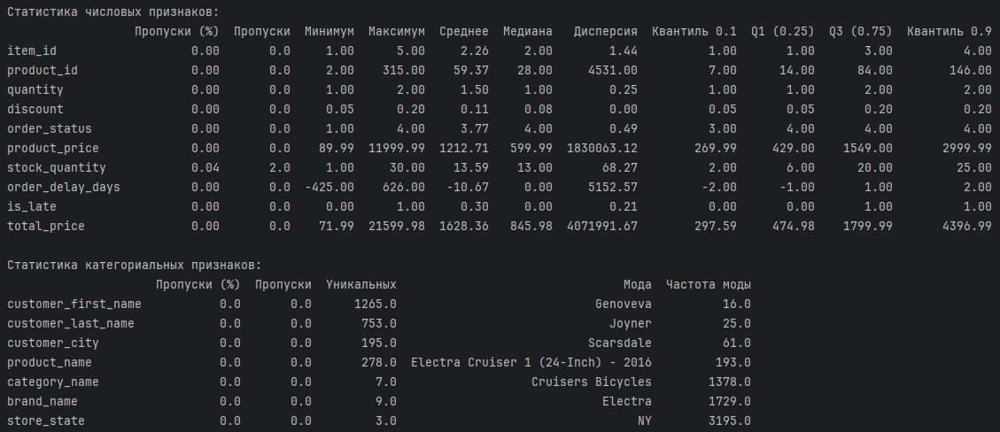 Статистика числовых признаков:
Пропуски (%) Пропуски Минимум Максимум Среднее Медиана Дисперсия Квантиль 0.1 Q1 (0.25) Q3 (0.75) Квантиль 0.9
item_id 0.00 0.0 1.00 5.00 2.26 2.00 1.44 1.00 1.00 3.00 4.00
product_id 0.00 0.0 2.00 315.00 59.37 28.00 4531.00 7.00 14.00 84.00 146.00
quantity 0.00 0.0 1.00 2.00 1.50 1.00 0.25 1.00 1.00 2.00 2.00
discount 0.00 0.0 0.05 0.20 0.11 0.08 0.00 0.05 0.05 0.20 0.20
order_status 0.00 0.0 1.00 4.00 3.77 4.00 0.49 3.00 4.00 4.00 4.00
product_price 0.00 0.0 89.99 11999.99 1212.71 599.99 1830063.12 269.99 429.00 1549.00 2999.99
stock_quantity 0.04 2.0 1.00 30.00 13.59 13.00 68.27 2.00 6.00 20.00 25.00
order_delay_days 0.00 0.0 -425.00 626.00 -10.67 0.00 5152.57 -2.00 -1.00 1.00 2.00
is_late 0.00 0.0 0.00 1.00 0.30 0.00 0.21 0.00 0.00 1.00 1.00
total_price 0.00 0.0 71.99 21599.98 1628.36 845.98 4071991.67 297.59 474.98 1799.99 4396.99
Статистика категориальных признаков:
Пропуски (%) Пропуски Уникальных Мода Частота моды
customer_first_name 0.0 0.0 1265.0 Genoveva 16.0
customer_last_name 0.0 0.0 753.0 Joyner 25.0
customer_city 0.0 0.0 195.0 Scarsdale 61.0
product_name 0.0 0.0 278.0 Electra Cruiser 1 (24-Inch) - 2016 193.0
category_name 0.0 0.0 7.0 Cruisers Bicycles 1378.0
brand_name 0.0 0.0 9.0 Electra 1729.0
store_state 0.0 0.0 3.0 NY 3195.0